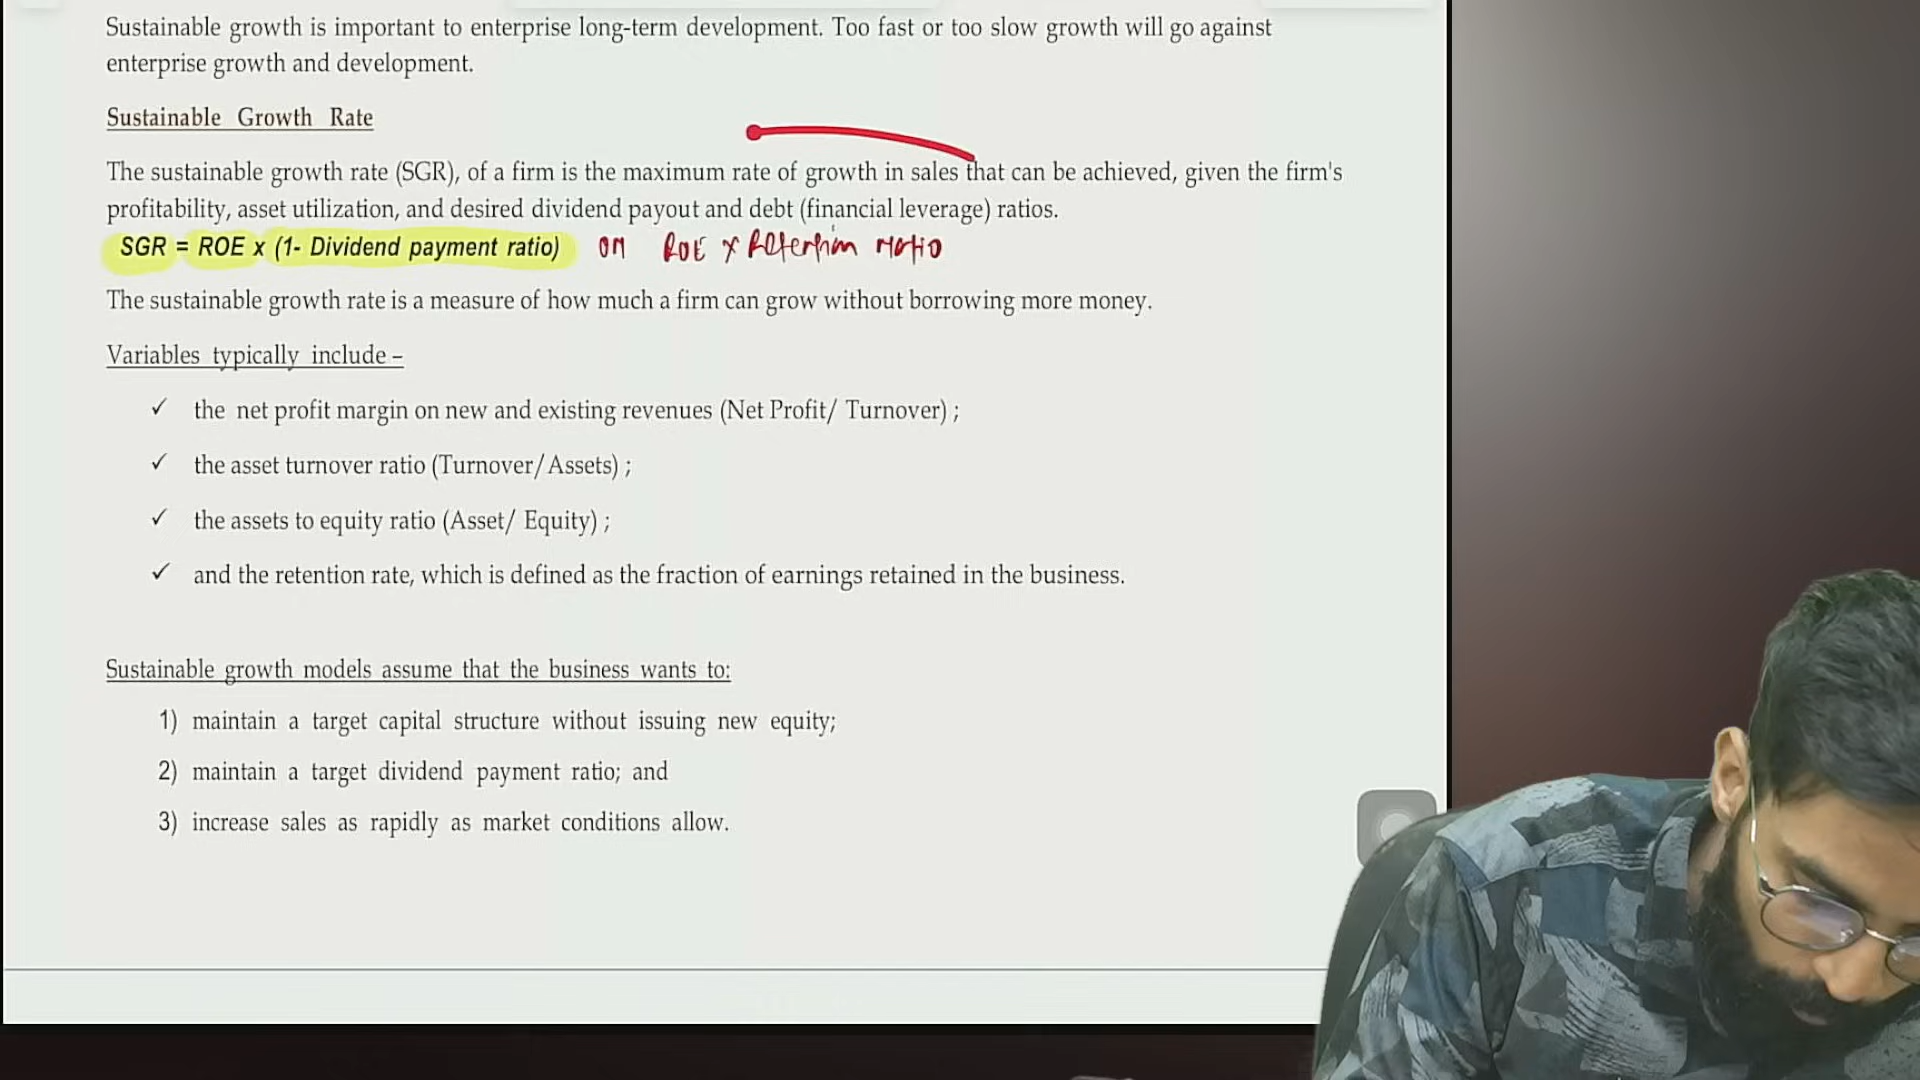 Sustainable growth is important to enterprise long-term development. Too fast or too slow growth will go against
enterprise growth and development.
Sustainable Growth Rate
The sustainable growth rate (SGR), of a firm is the maximum rate of growth in sales that can be achieved, given the firm's
profitability, asset utilization, and desired dividend payout and debt (financial leverage) ratios.
SGR = ROE x (1- Dividend payment ratio) or ROE x Retention ratio
The sustainable growth rate is a measure of how much a firm can grow without borrowing more money.
Variables typically include –
✓ the net profit margin on new and existing revenues (Net Profit/ Turnover) ;
✓ the asset turnover ratio (Turnover/Assets) ;
✓ the assets to equity ratio (Asset/ Equity) ;
✓ and the retention rate, which is defined as the fraction of earnings retained in the business.
Sustainable growth models assume that the business wants to:
1) maintain a target capital structure without issuing new equity;
2) maintain a target dividend payment ratio; and
3) increase sales as rapidly as market conditions allow.